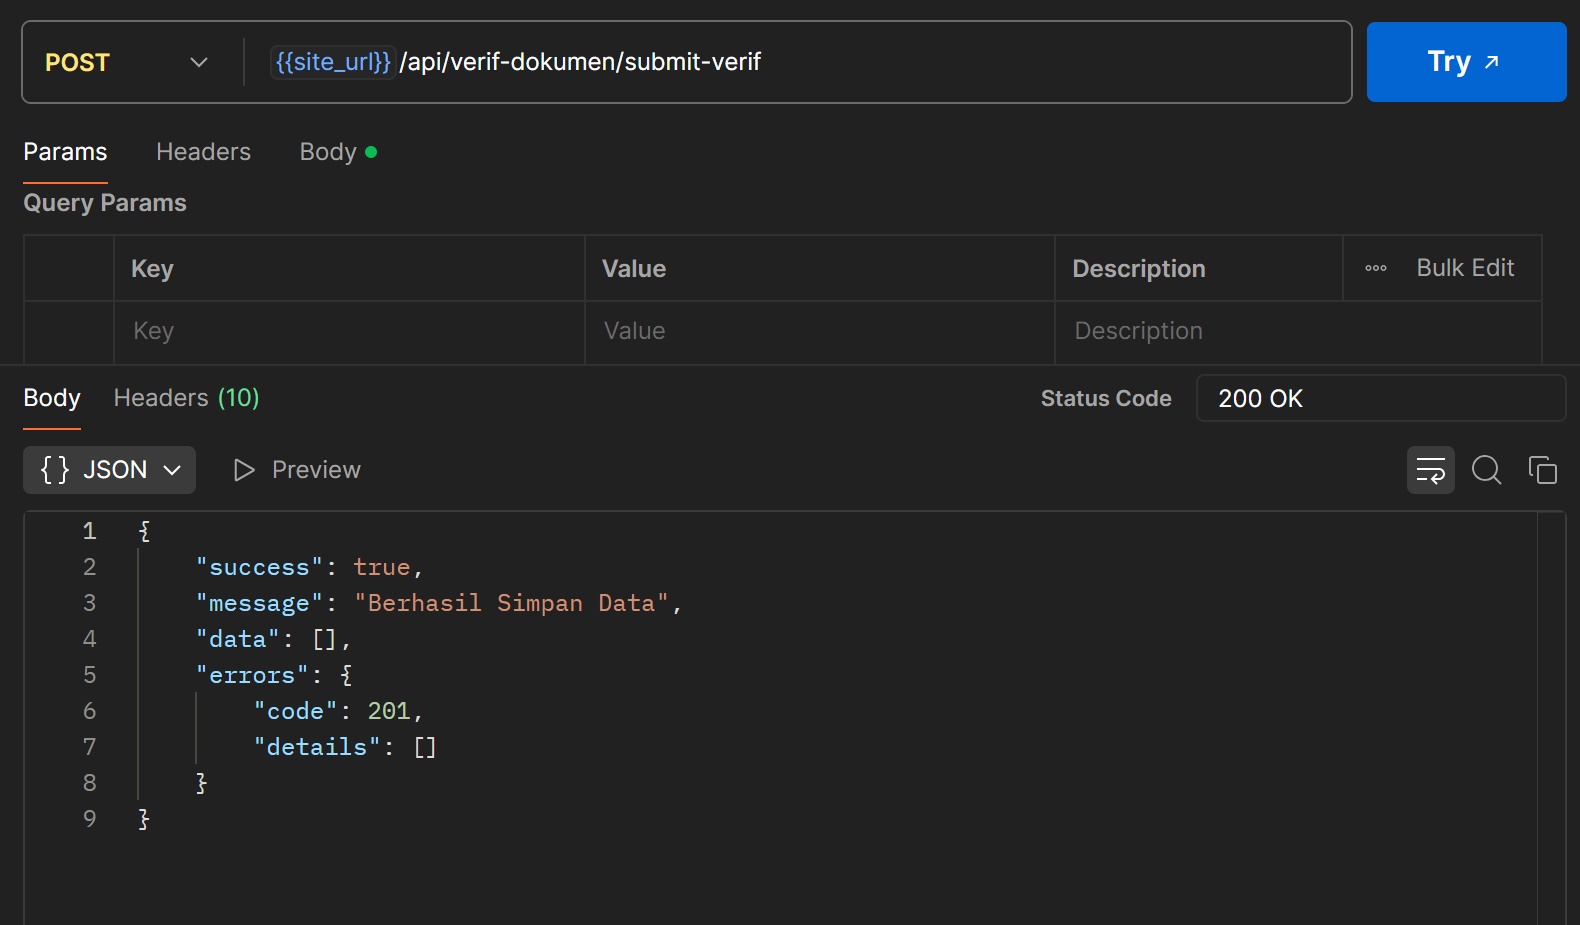 POST {{site_url}}/api/verif-dokumen/submit-verif Try ↗
Params Headers Body
Query Params
Key Value Description Bulk Edit
Key Value Description
Body Headers (10) Status Code 200 OK
{ } JSON Preview
1 {
2 "success": true,
3 "message": "Berhasil Simpan Data",
4 "data": [],
5 "errors": {
6 "code": 201,
7 "details": []
8 }
9 }